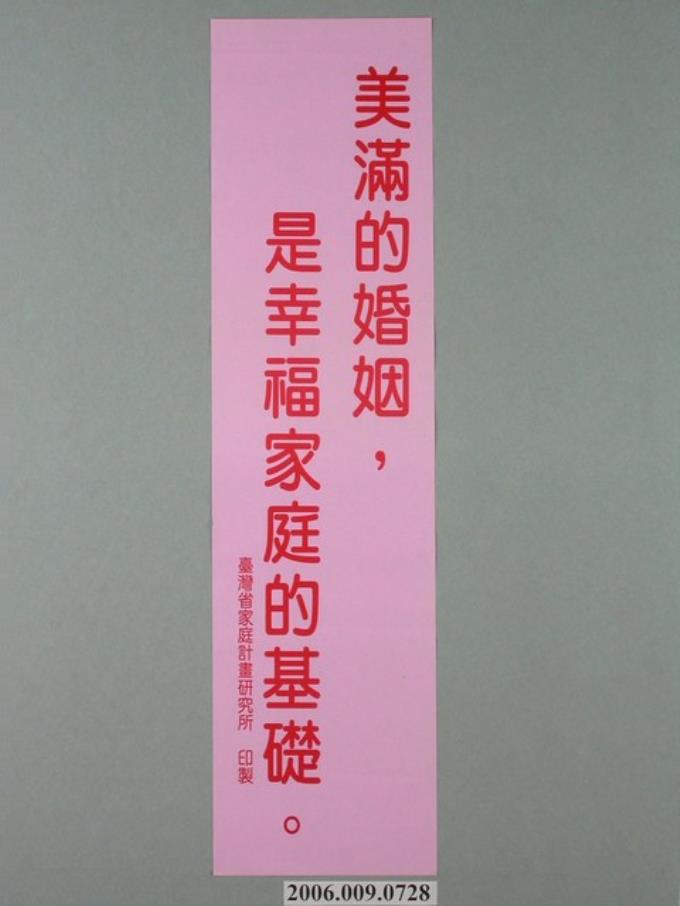 美滿的婚姻，
是幸福家庭的基礎。
臺灣省家庭計畫研究所　印製
2006.009.0728